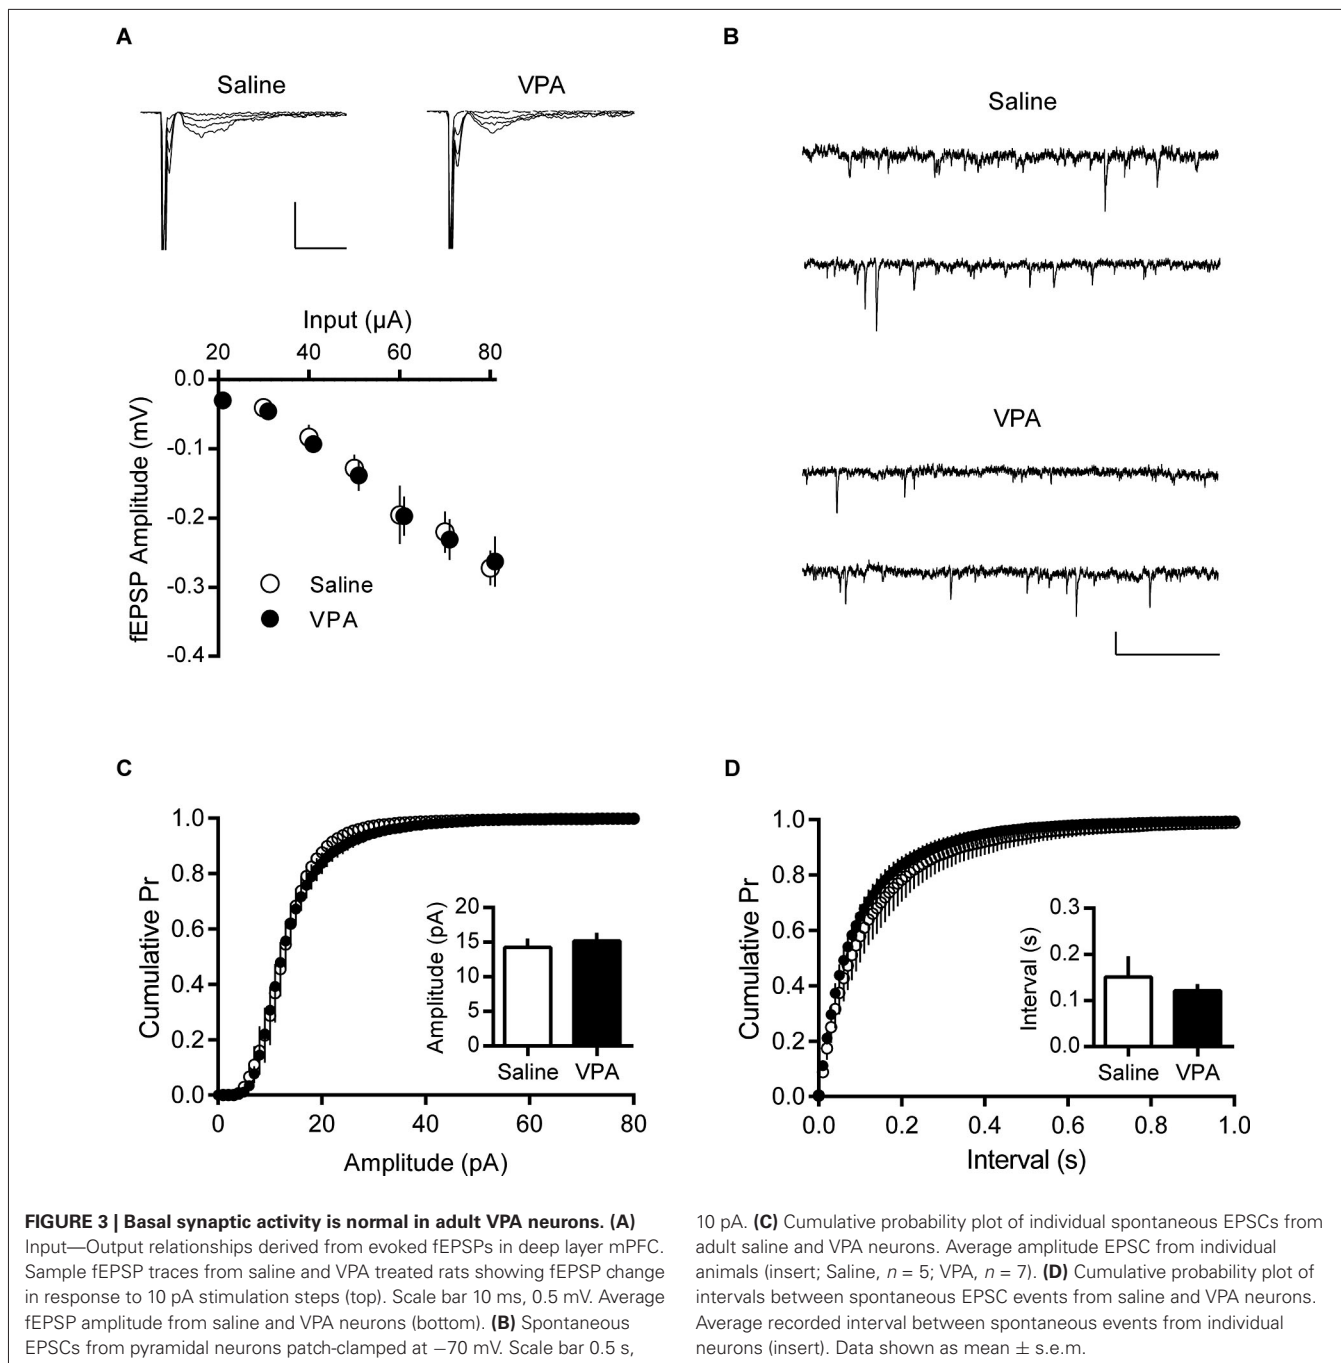 A
Saline
VPA
Input (µA)
20 40 60 80
0.0
-0.1
-0.2
-0.3
-0.4
fEPSP Amplitude (mV)
Saline
VPA
B
Saline
VPA
C
1.0
0.8
0.6
0.4
0.2
0.0
Cumulative Pr
0 20 40 60 80
Amplitude (pA)
20
15
10
5
0
Amplitude (pA)
Saline VPA
D
1.0
0.8
0.6
0.4
0.2
0.0
Cumulative Pr
0.0 0.2 0.4 0.6 0.8 1.0
Interval (s)
0.3
0.2
0.1
0.0
Interval (s)
Saline VPA
FIGURE 3 | Basal synaptic activity is normal in adult VPA neurons. (A)
Input—Output relationships derived from evoked fEPSPs in deep layer mPFC.
Sample fEPSP traces from saline and VPA treated rats showing fEPSP change
in response to 10 pA stimulation steps (top). Scale bar 10 ms, 0.5 mV. Average
fEPSP amplitude from saline and VPA neurons (bottom). (B) Spontaneous
EPSCs from pyramidal neurons patch-clamped at −70 mV. Scale bar 0.5 s,
10 pA. (C) Cumulative probability plot of individual spontaneous EPSCs from
adult saline and VPA neurons. Average amplitude EPSC from individual
animals (insert; Saline, n = 5; VPA, n = 7). (D) Cumulative probability plot of
intervals between spontaneous EPSC events from saline and VPA neurons.
Average recorded interval between spontaneous events from individual
neurons (insert). Data shown as mean ± s.e.m.